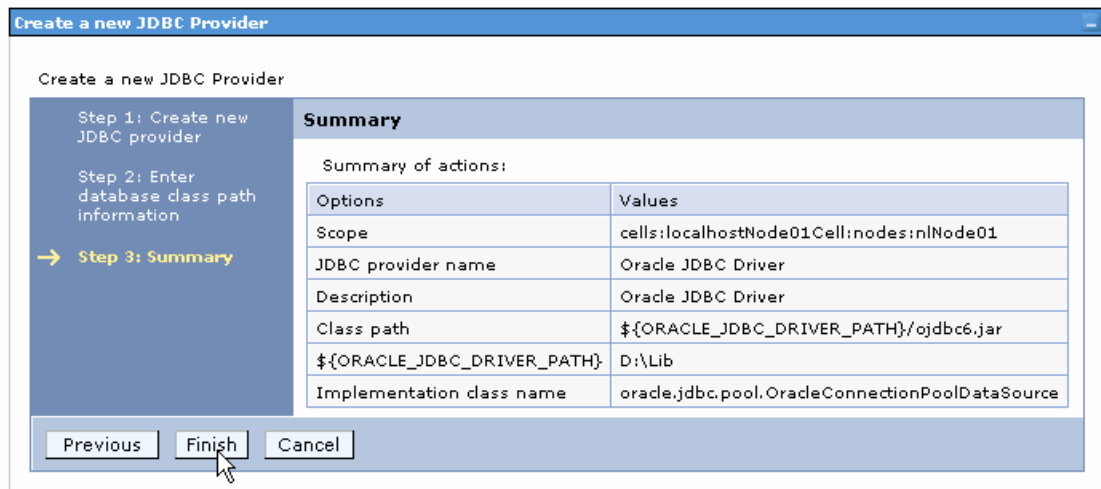 Create a new JDBC Provider
Create a new JDBC Provider
Step 1: Create new
JDBC provider
Step 2: Enter
database class path
information
Step 3: Summary
Summary
Summary of actions:
Options Values
Scope cells:localhostNode01Cell:nodes:nlNode01
JDBC provider name Oracle JDBC Driver
Description Oracle JDBC Driver
Class path ${ORACLE_JDBC_DRIVER_PATH}/ojdbc6.jar
${ORACLE_JDBC_DRIVER_PATH} D:\Lib
Implementation class name oracle.jdbc.pool.OracleConnectionPoolDataSource
Previous Finish Cancel